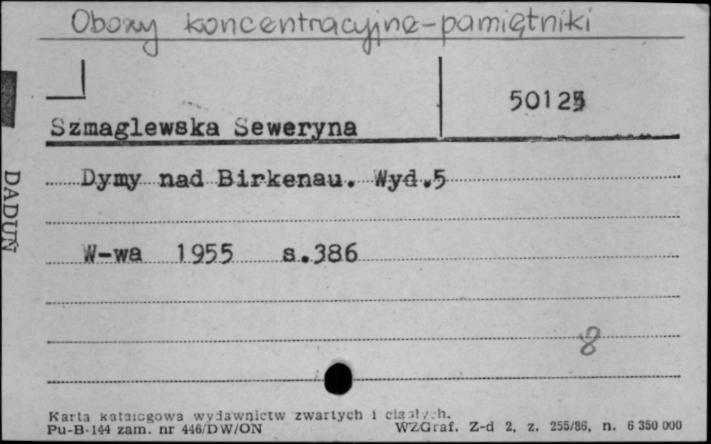 Obozy koncentracyjne-pamiętniki
50125
Szmaglewska Seweryna
Dymy nad Birkenau. Wyd.5
W-wa 1955 s.386
8
DADUŃ
Karta katalogowa wydawnictw zwartych i ciągłych.
Pu-B-144 zam. nr 446/DW/ON WZGraf. Z-d 2, z. 255/86, n. 6 350 000